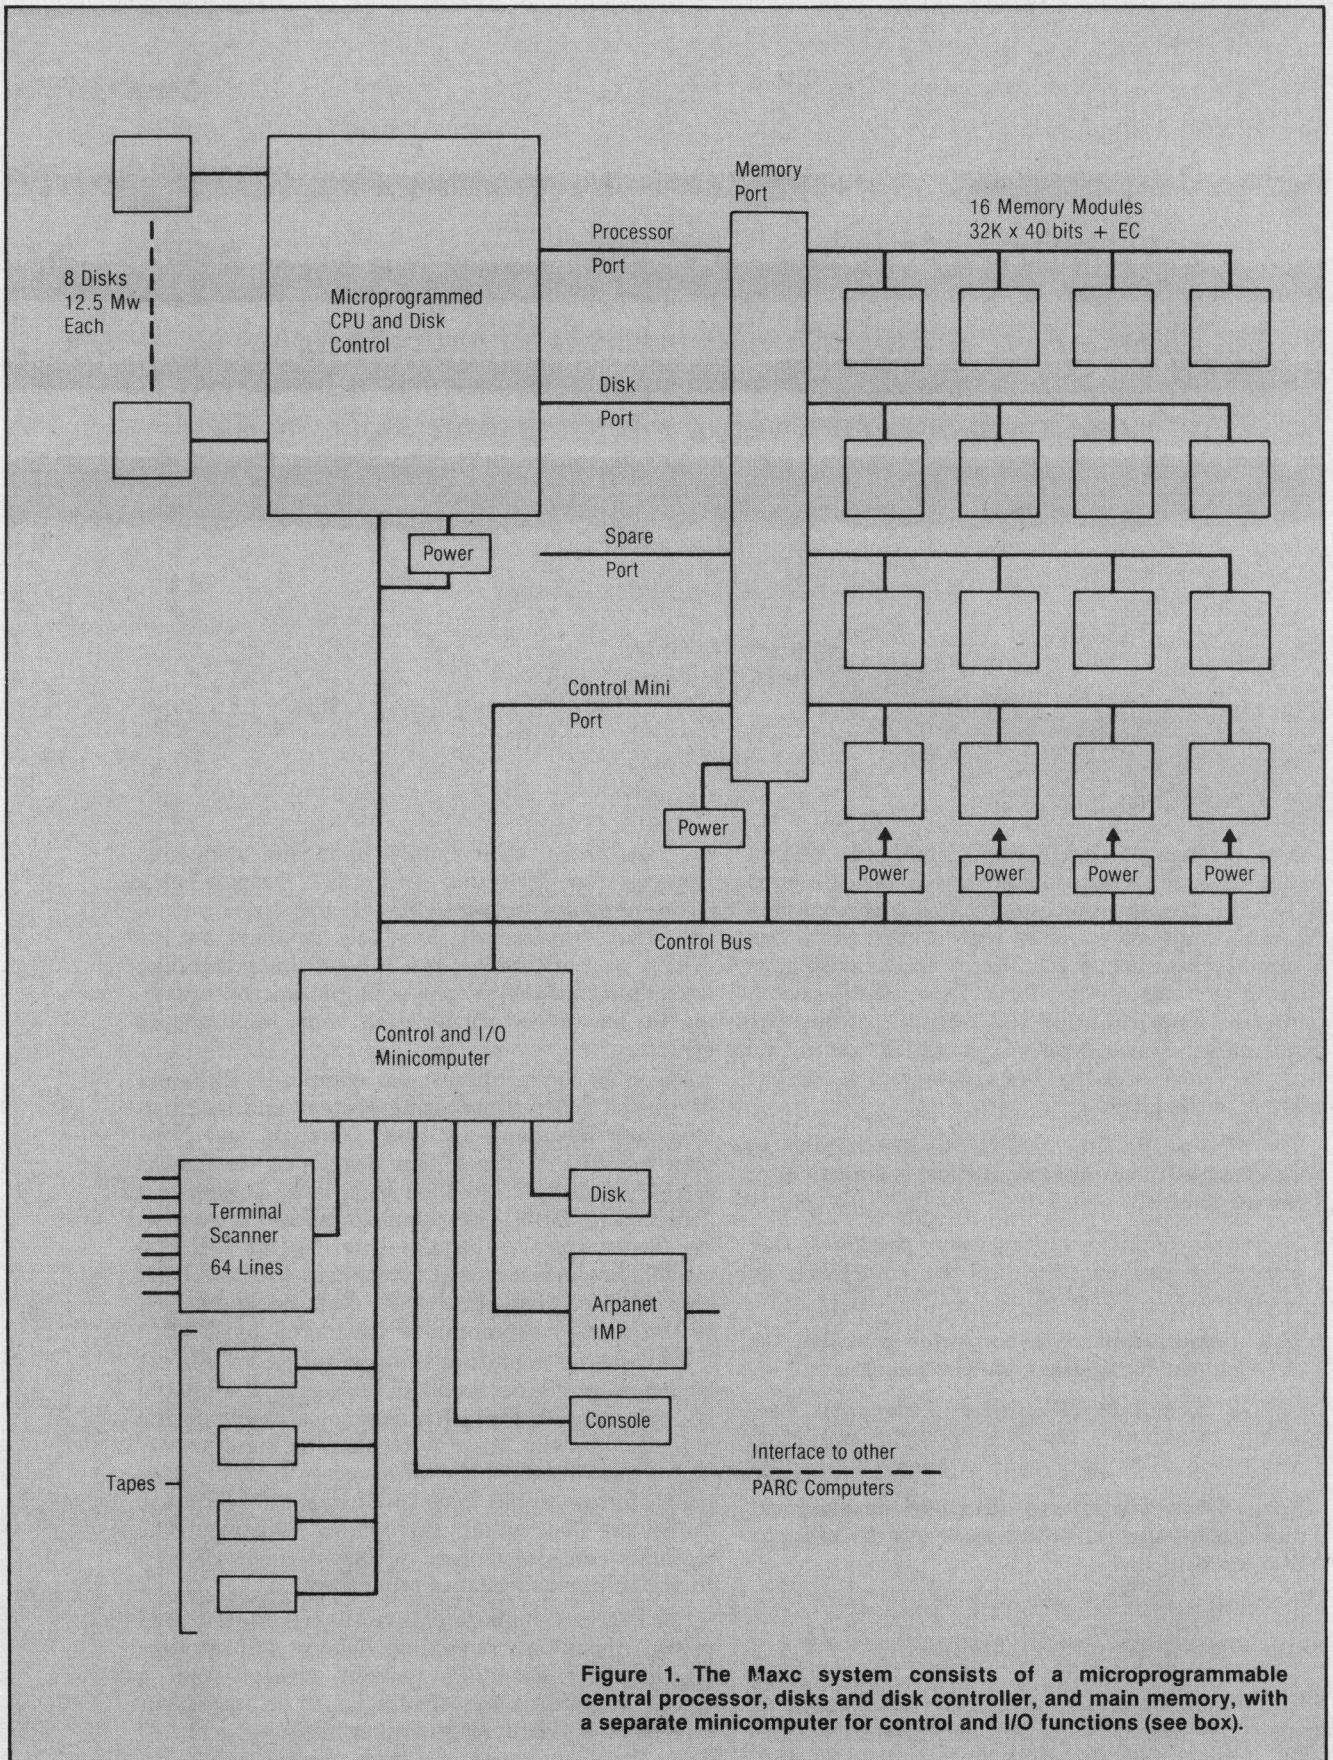 Memory
Port
16 Memory Modules
32K x 40 bits + EC
Processor
Port
8 Disks
12.5 Mw
Each
Microprogrammed
CPU and Disk
Control
Disk
Port
Power
Spare
Port
Control Mini
Port
Power
Power
Power
Power
Power
Control Bus
Control and I/O
Minicomputer
Terminal
Scanner
64 Lines
Disk
Arpanet
IMP
Console
Interface to other
PARC Computers
Tapes
Figure 1. The Maxc system consists of a microprogrammable
central processor, disks and disk controller, and main memory, with
a separate minicomputer for control and I/O functions (see box).